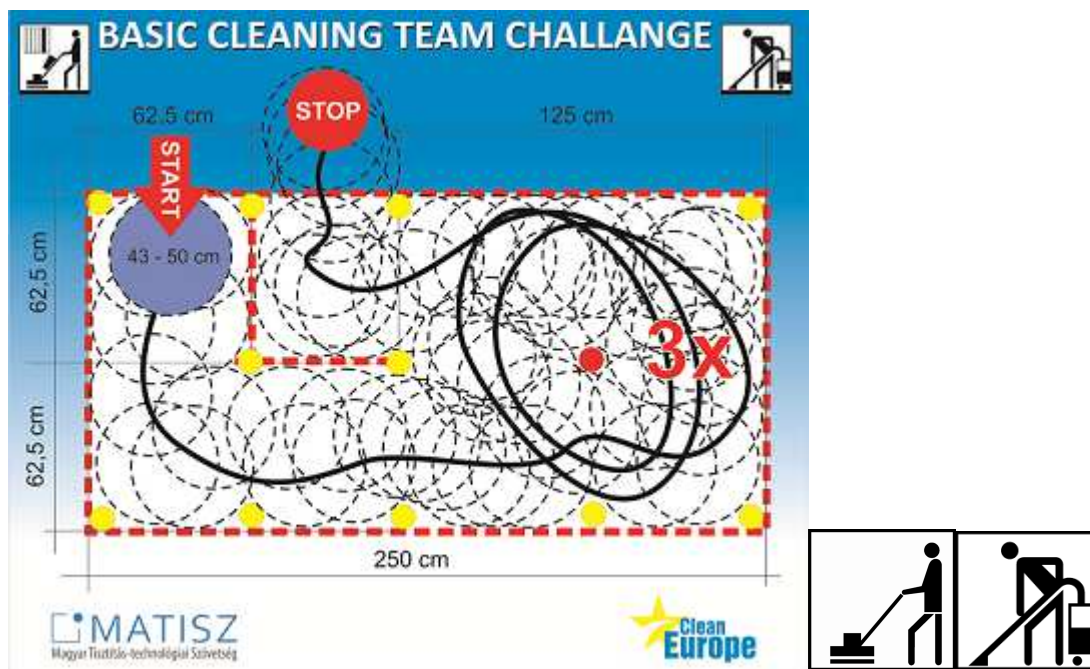 BASIC CLEANING TEAM CHALLANGE
62,5 cm
STOP
125 cm
START
43 - 50 cm
62,5 cm
3x
62,5 cm
250 cm
MATISZ
Magyar Tisztítás-technológiai Szövetség
Clean
Europe